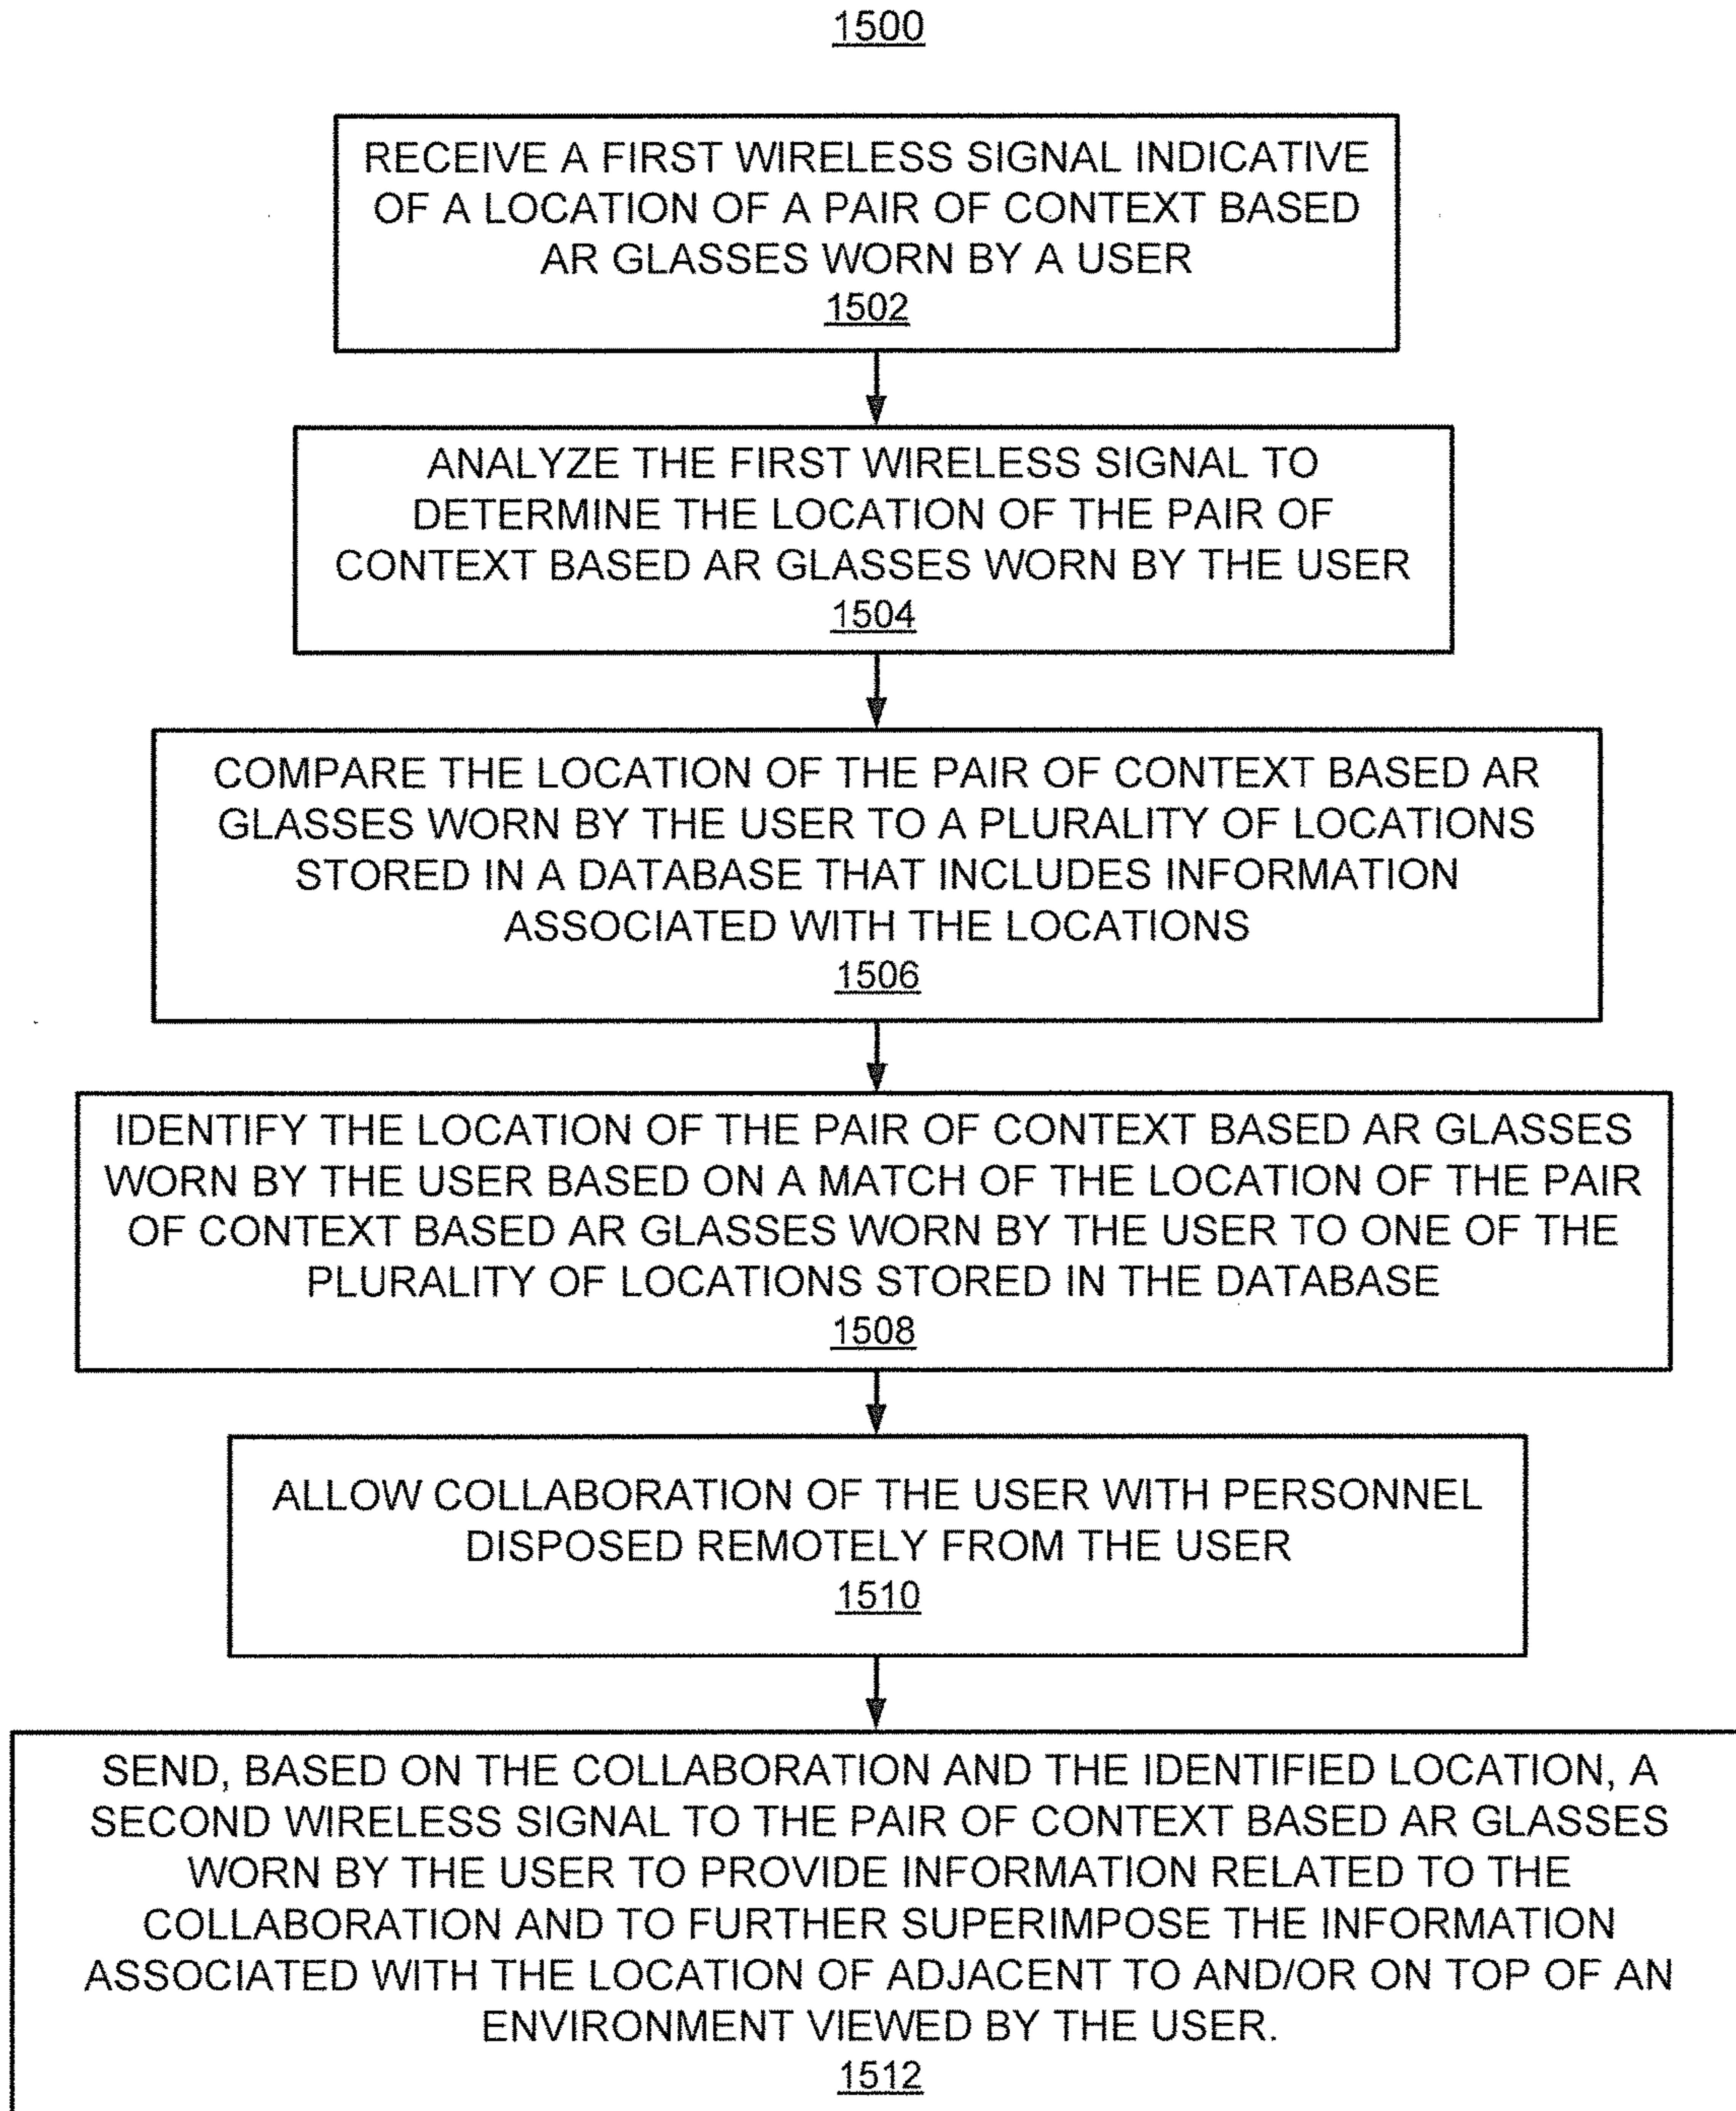 1500
RECEIVE A FIRST WIRELESS SIGNAL INDICATIVE
OF A LOCATION OF A PAIR OF CONTEXT BASED
AR GLASSES WORN BY A USER
1502
ANALYZE THE FIRST WIRELESS SIGNAL TO
DETERMINE THE LOCATION OF THE PAIR OF
CONTEXT BASED AR GLASSES WORN BY THE USER
1504
COMPARE THE LOCATION OF THE PAIR OF CONTEXT BASED AR
GLASSES WORN BY THE USER TO A PLURALITY OF LOCATIONS
STORED IN A DATABASE THAT INCLUDES INFORMATION
ASSOCIATED WITH THE LOCATIONS
1506
IDENTIFY THE LOCATION OF THE PAIR OF CONTEXT BASED AR GLASSES
WORN BY THE USER BASED ON A MATCH OF THE LOCATION OF THE PAIR
OF CONTEXT BASED AR GLASSES WORN BY THE USER TO ONE OF THE
PLURALITY OF LOCATIONS STORED IN THE DATABASE
1508
ALLOW COLLABORATION OF THE USER WITH PERSONNEL
DISPOSED REMOTELY FROM THE USER
1510
SEND, BASED ON THE COLLABORATION AND THE IDENTIFIED LOCATION, A
SECOND WIRELESS SIGNAL TO THE PAIR OF CONTEXT BASED AR GLASSES
WORN BY THE USER TO PROVIDE INFORMATION RELATED TO THE
COLLABORATION AND TO FURTHER SUPERIMPOSE THE INFORMATION
ASSOCIATED WITH THE LOCATION OF ADJACENT TO AND/OR ON TOP OF AN
ENVIRONMENT VIEWED BY THE USER.
1512